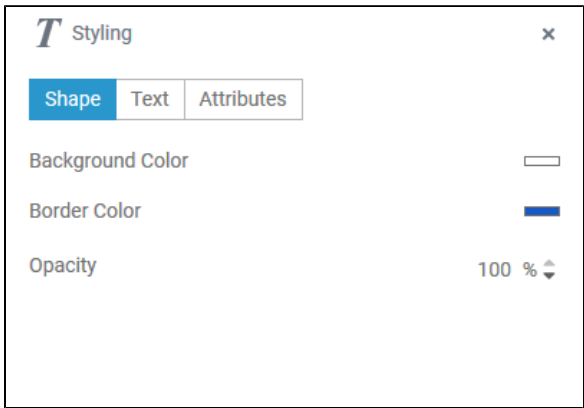 T Styling ×
Shape Text Attributes
Background Color
Border Color
Opacity 100 %